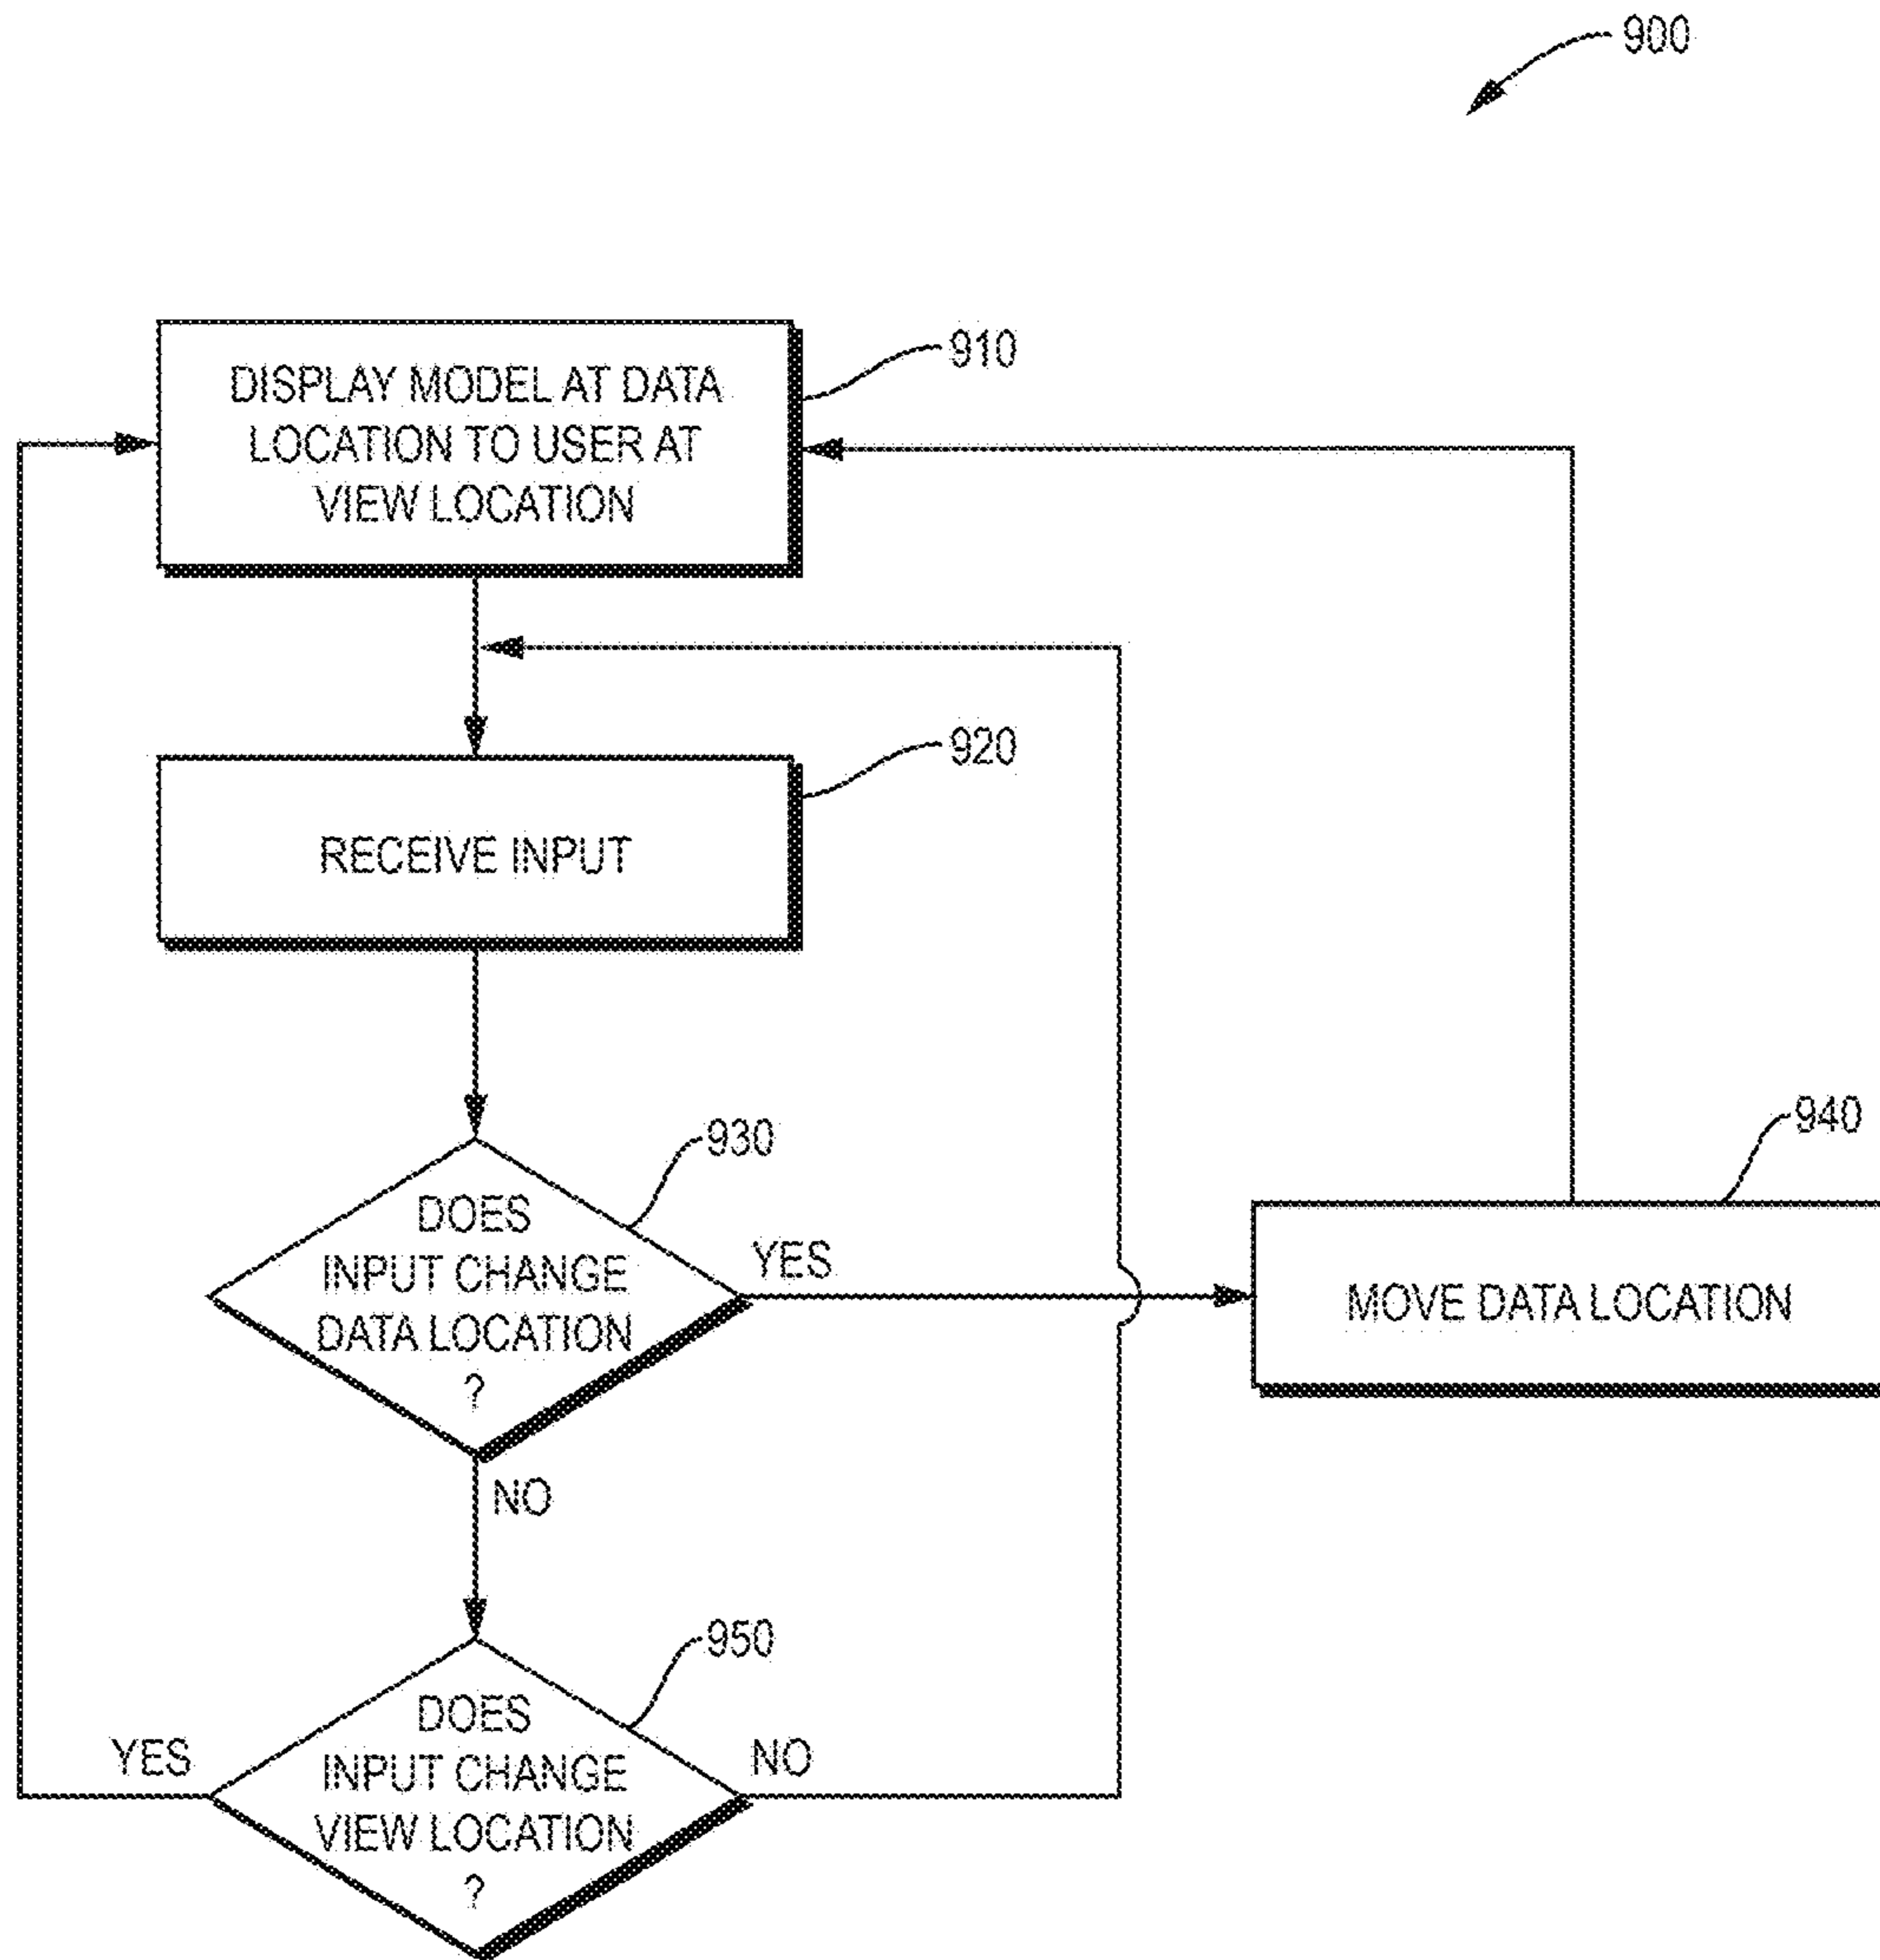 900
DISPLAY MODEL AT DATA
LOCATION TO USER AT
VIEW LOCATION
910
RECEIVE INPUT
920
DOES
INPUT CHANGE
DATA LOCATION
?
930
YES
NO
MOVE DATA LOCATION
940
DOES
INPUT CHANGE
VIEW LOCATION
?
950
YES
NO